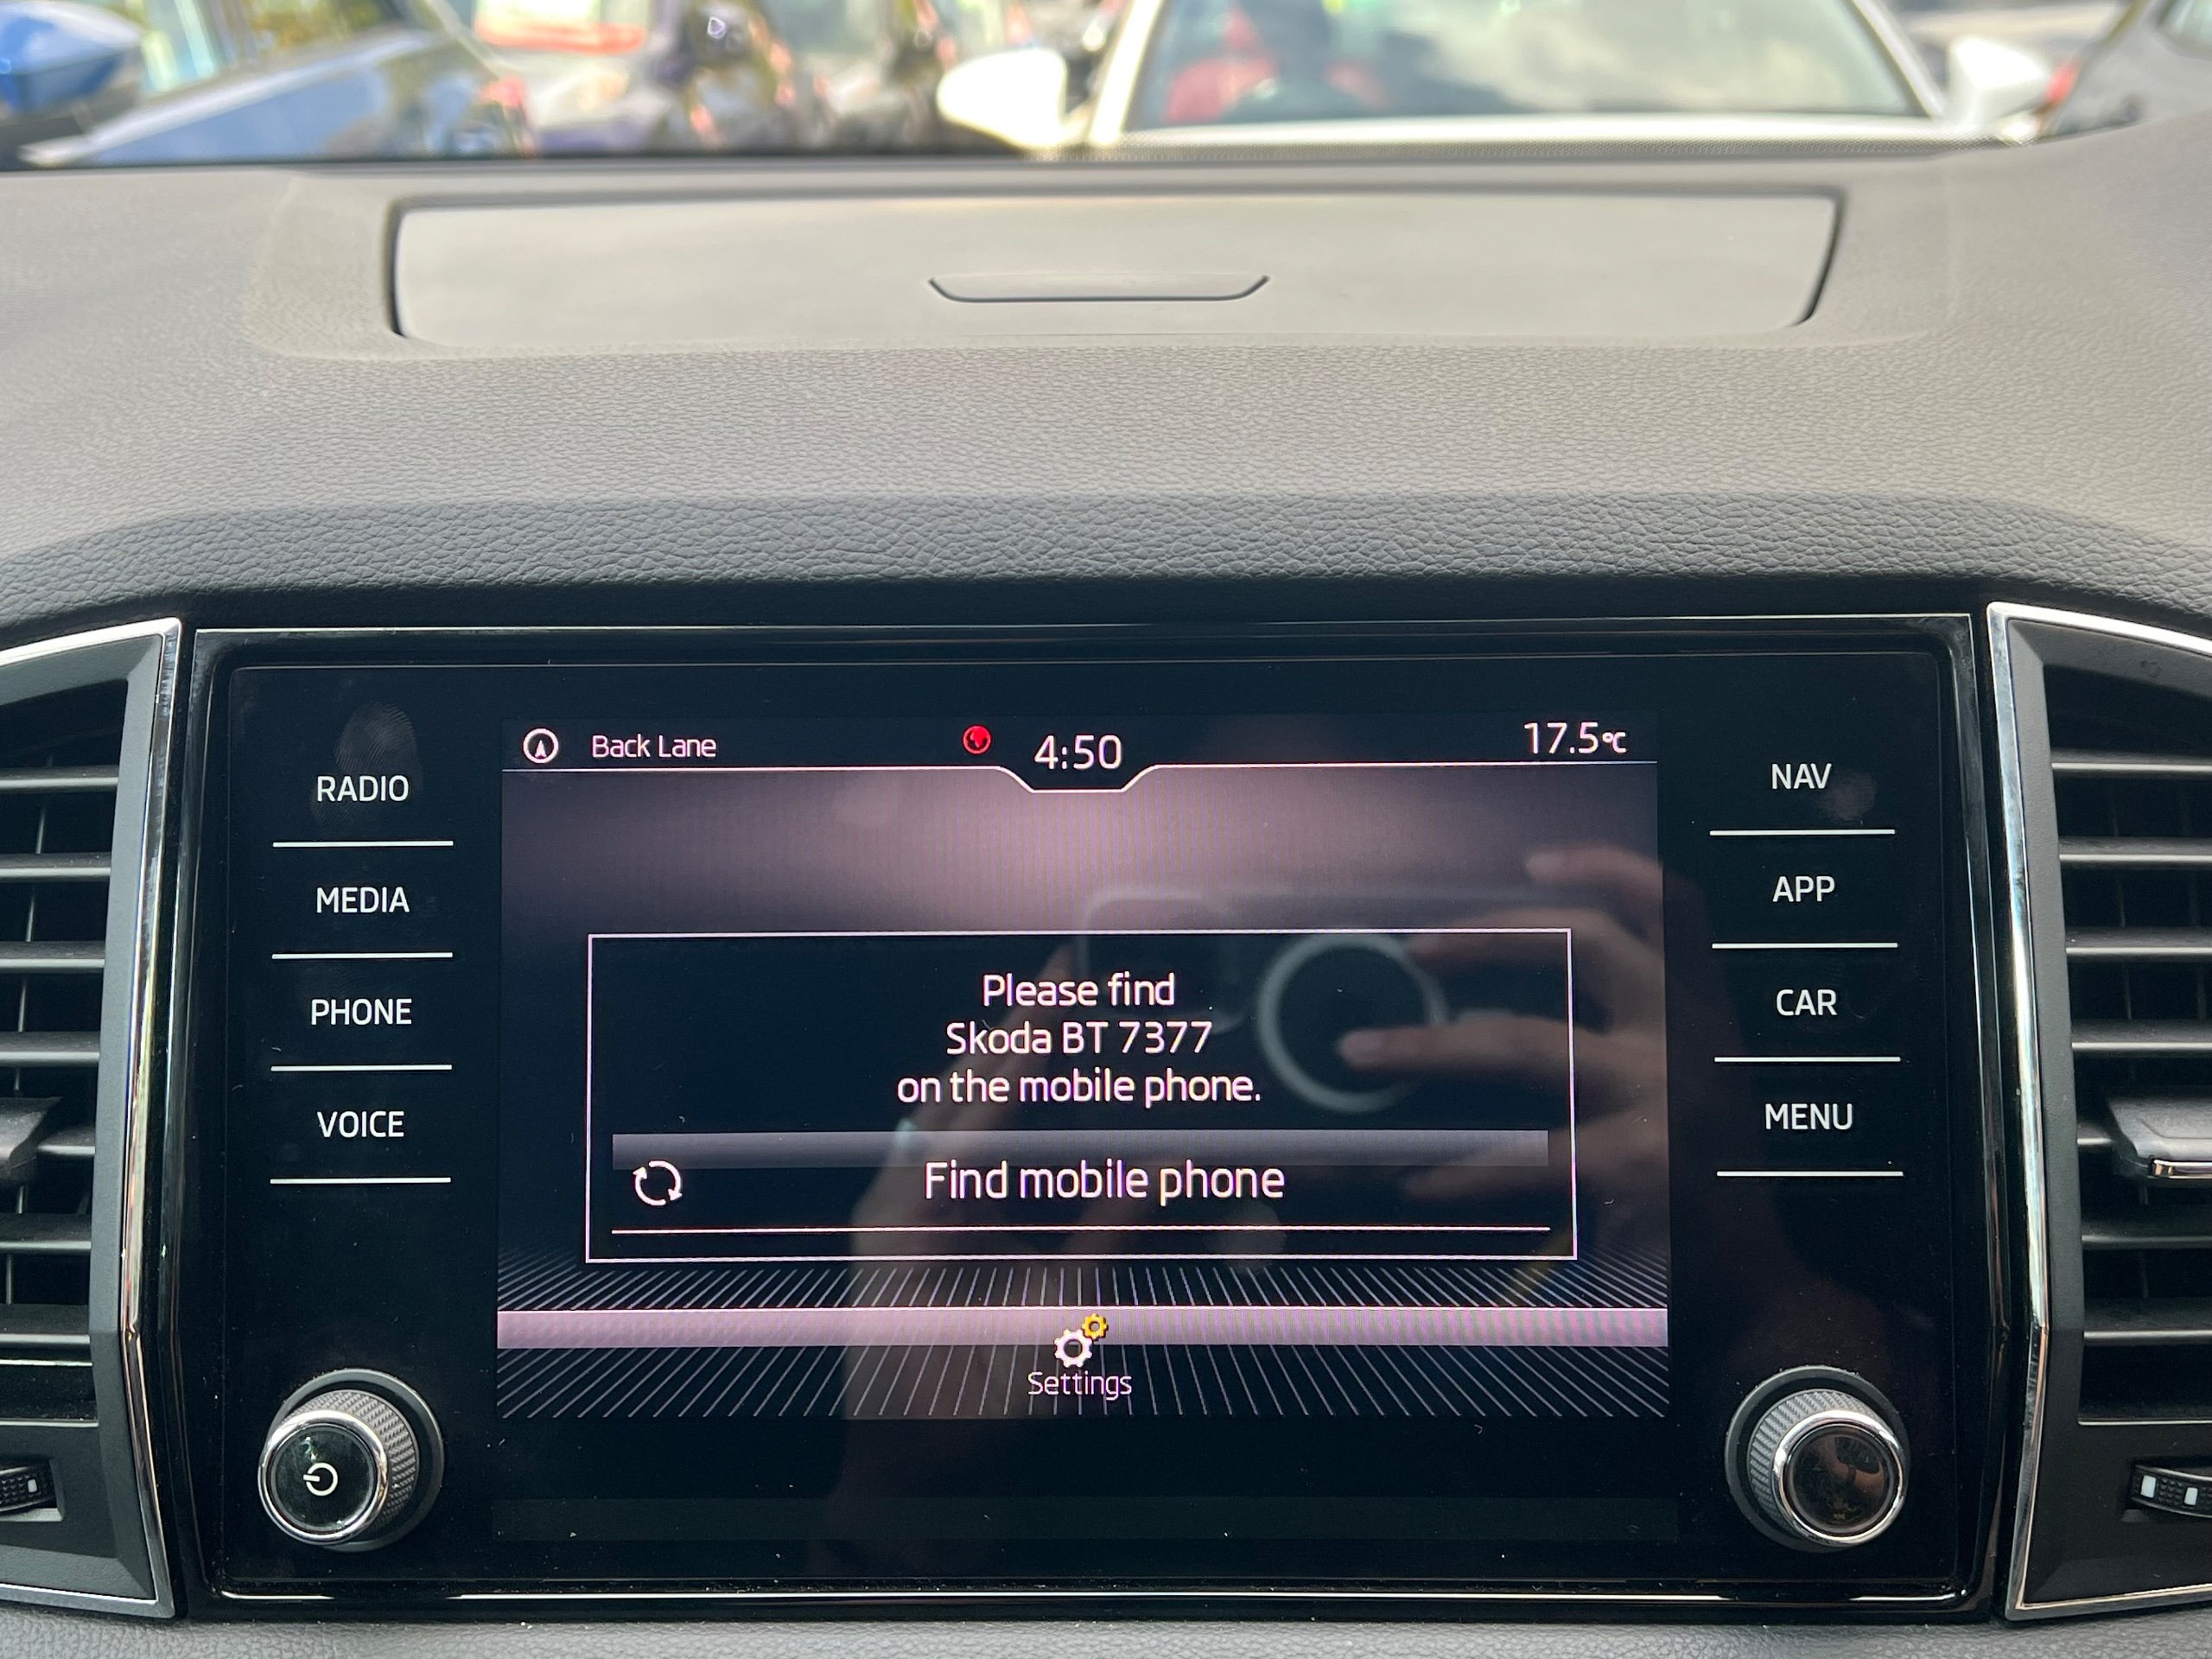 Back Lane
4:50
17.5°C
RADIO
MEDIA
PHONE
VOICE
Please find
Skoda BT 7377
on the mobile phone.
Find mobile phone
Settings
NAV
APP
CAR
MENU